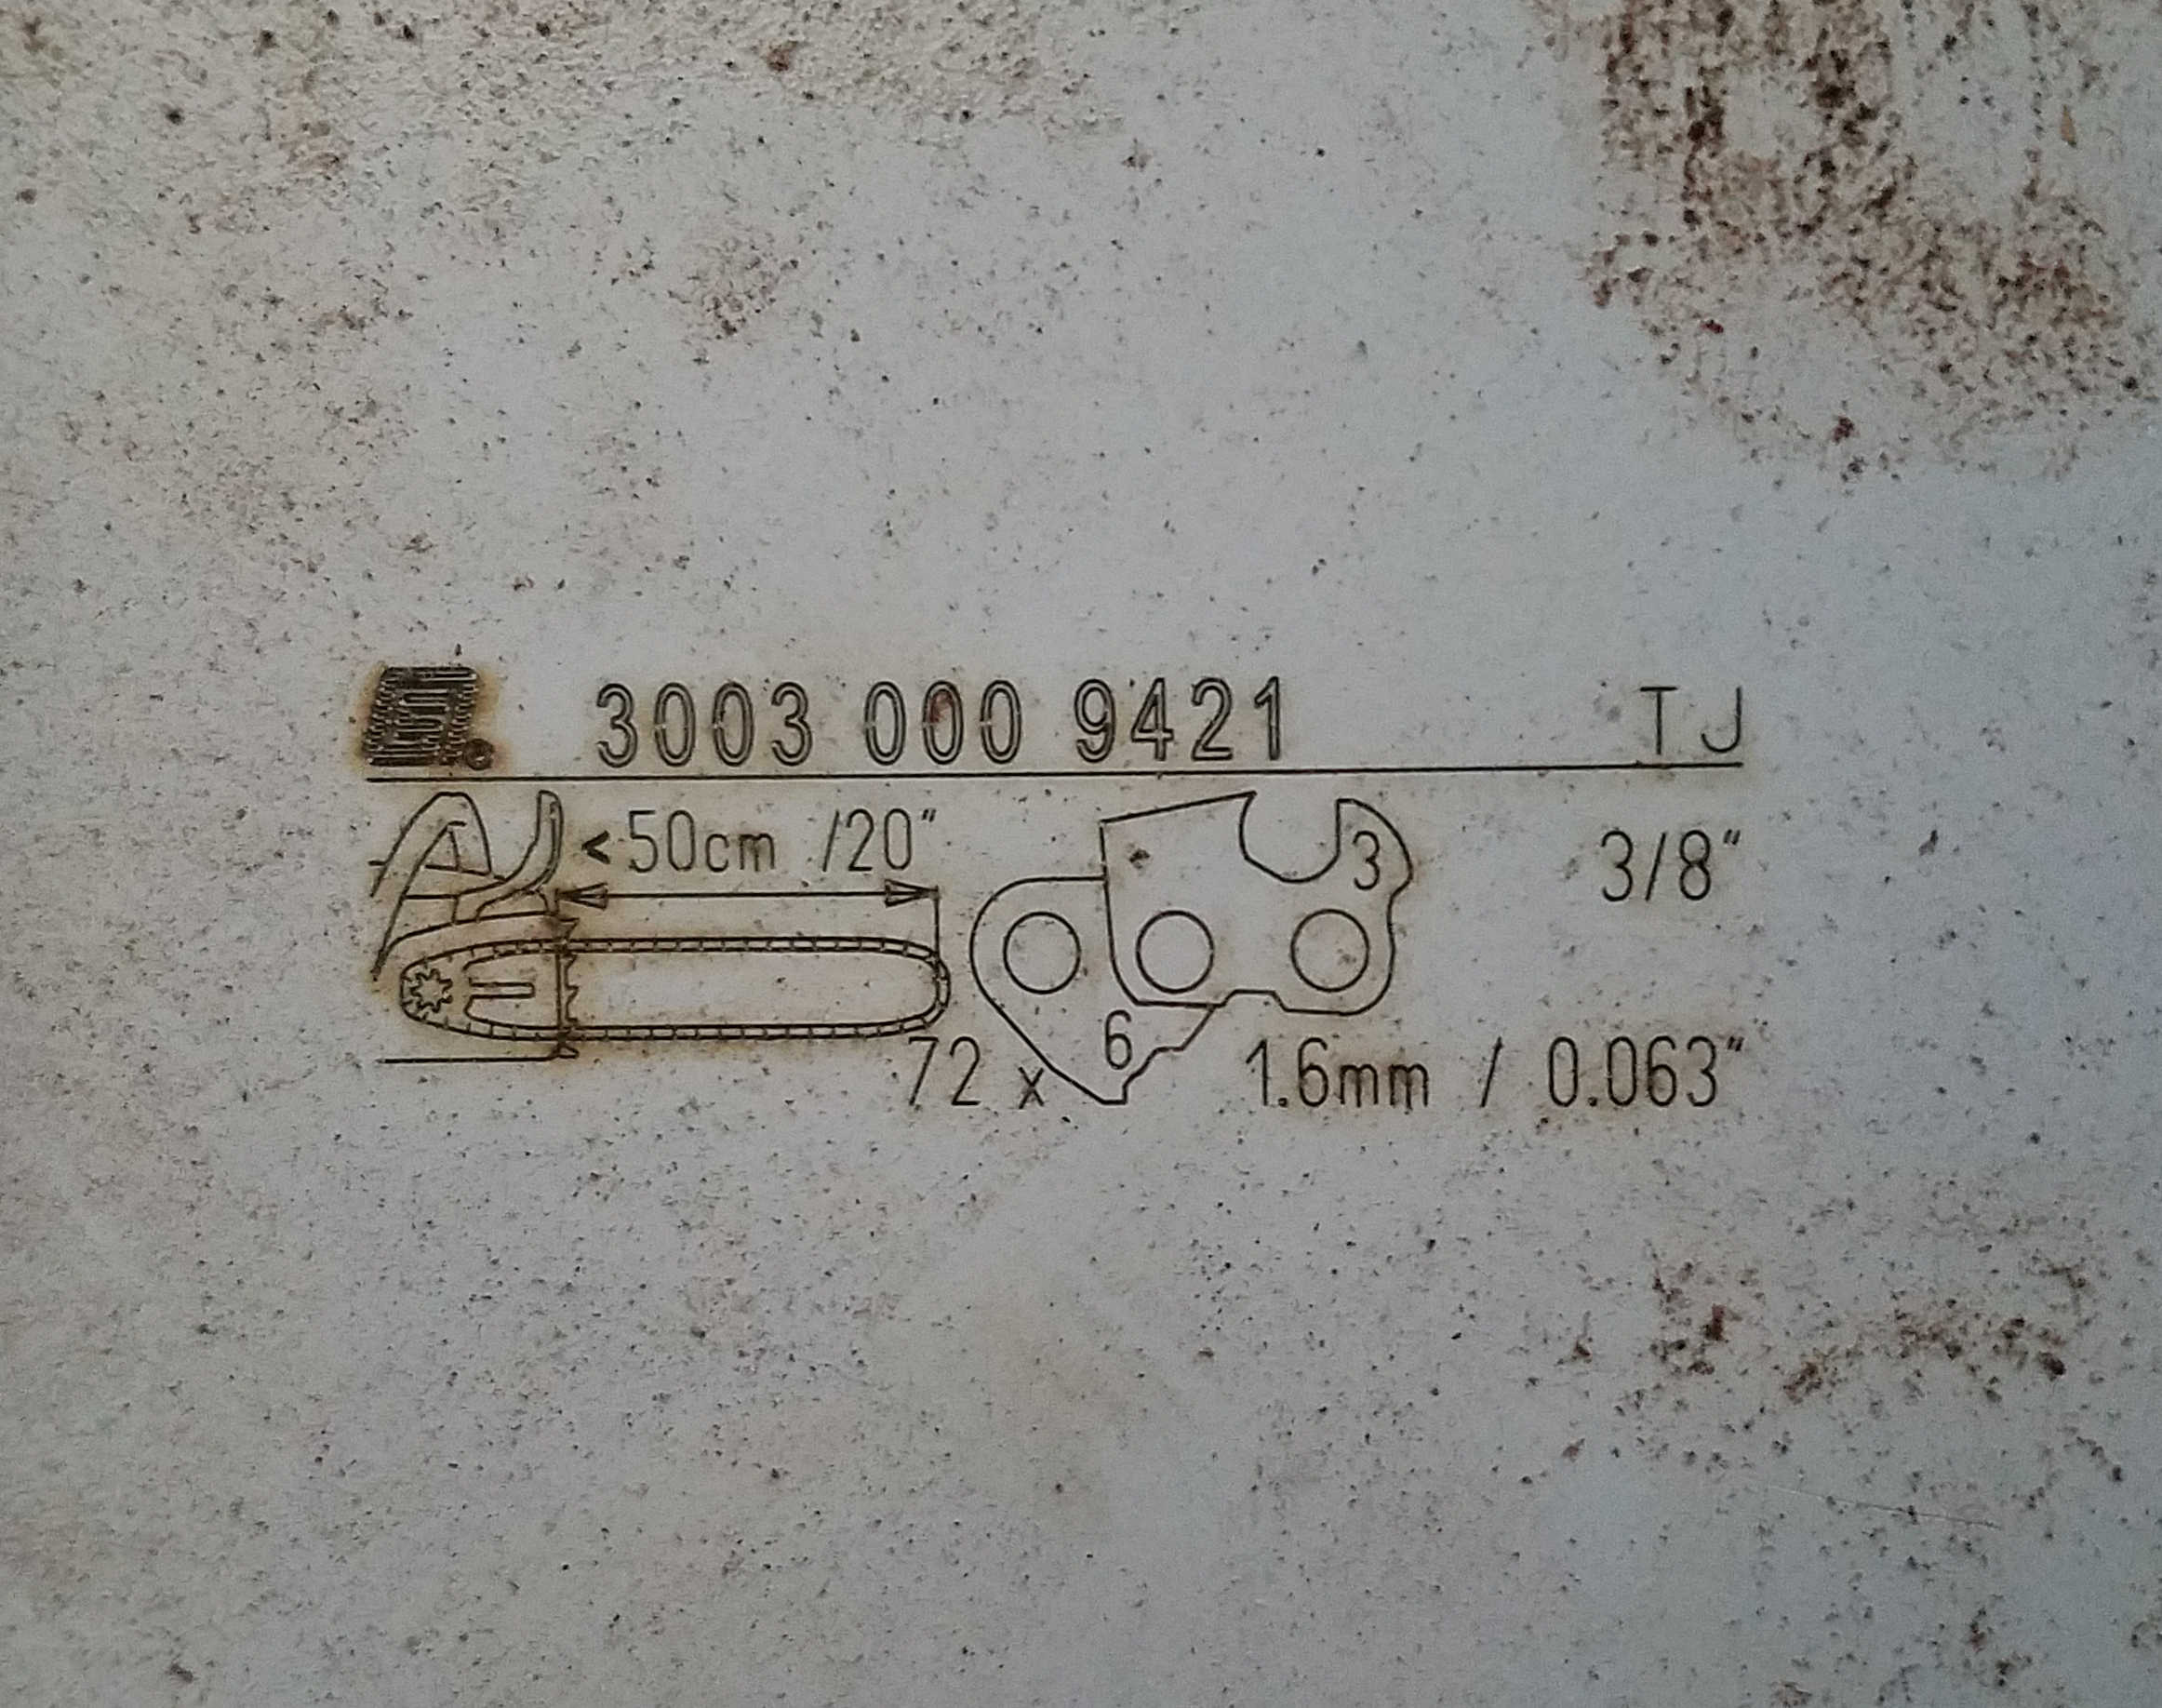 3003 000 9421 TJ
<50cm /20“ 3 3/8“
72 x 6 1.6mm / 0.063“